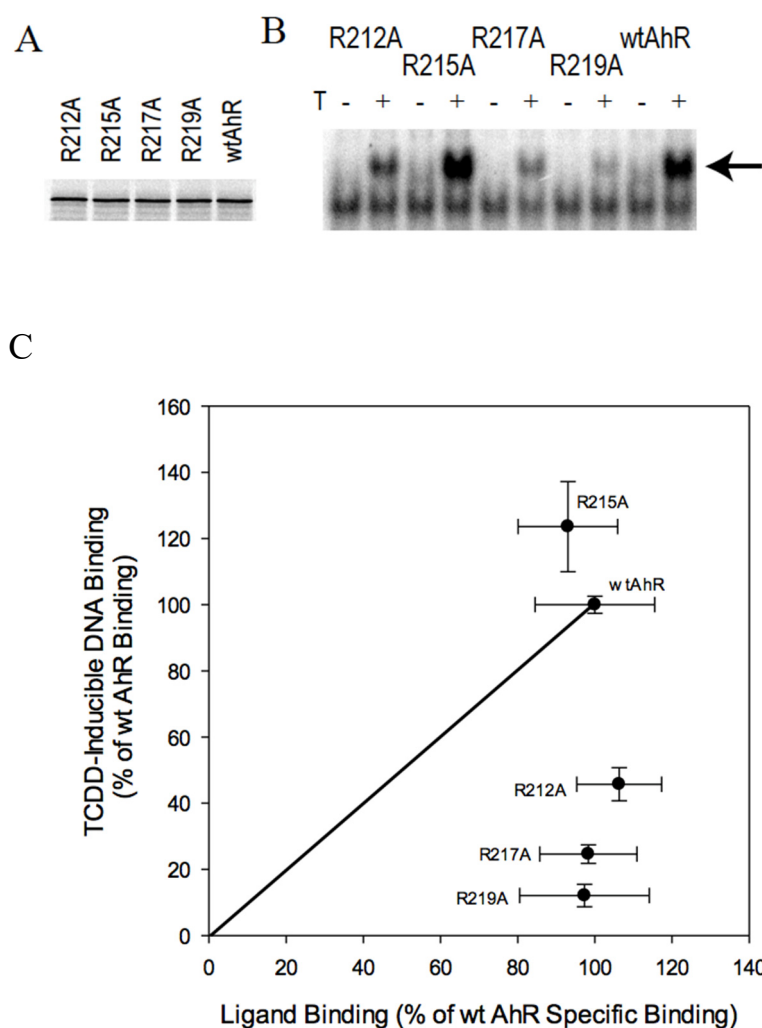 A
R212A
R215A
R217A
R219A
wtAhR
B
R212A R217A wtAhR
R215A R219A
T - + - + - + - + - +
C
TCDD-Inducible DNA Binding
(% of wt AhR Binding)
160
140
120
100
80
60
40
20
0
R215A
wtAhR
R212A
R217A
R219A
0 20 40 60 80 100 120 140
Ligand Binding (% of wt AhR Specific Binding)